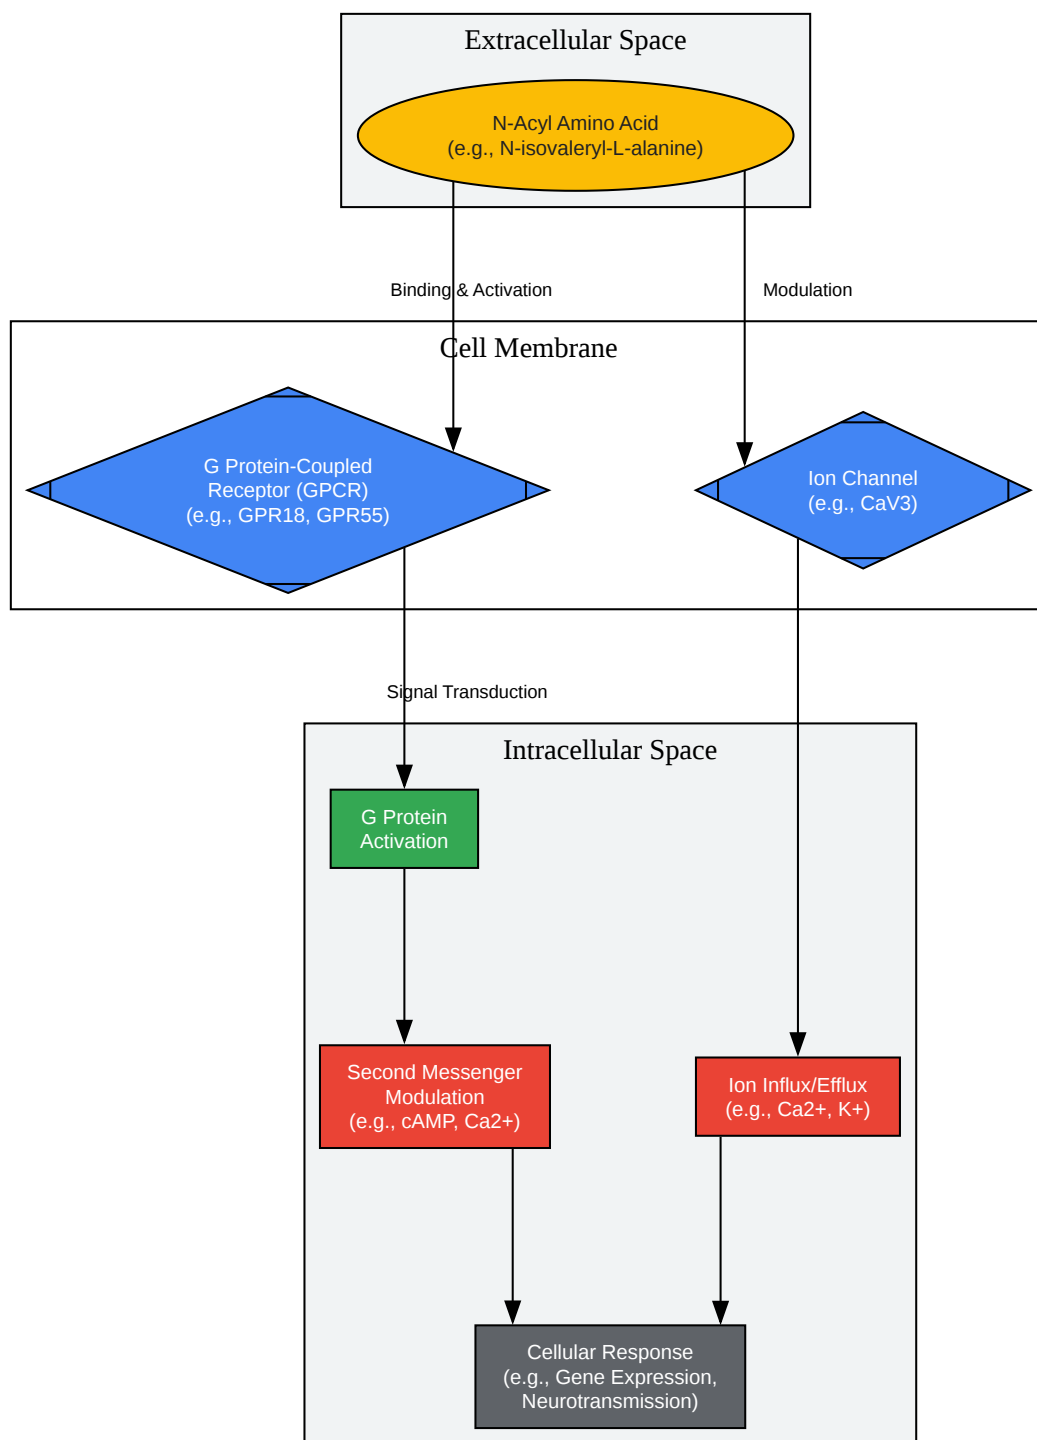 Extracellular Space
N-Acyl Amino Acid
(e.g., N-isovaleryl-L-alanine)
Binding & Activation
Modulation
Cell Membrane
G Protein-Coupled
Receptor (GPCR)
(e.g., GPR18, GPR55)
Ion Channel
(e.g., CaV3)
Signal Transduction
Intracellular Space
G Protein
Activation
Second Messenger
Modulation
(e.g., cAMP, Ca2+)
Ion Influx/Efflux
(e.g., Ca2+, K+)
Cellular Response
(e.g., Gene Expression,
Neurotransmission)